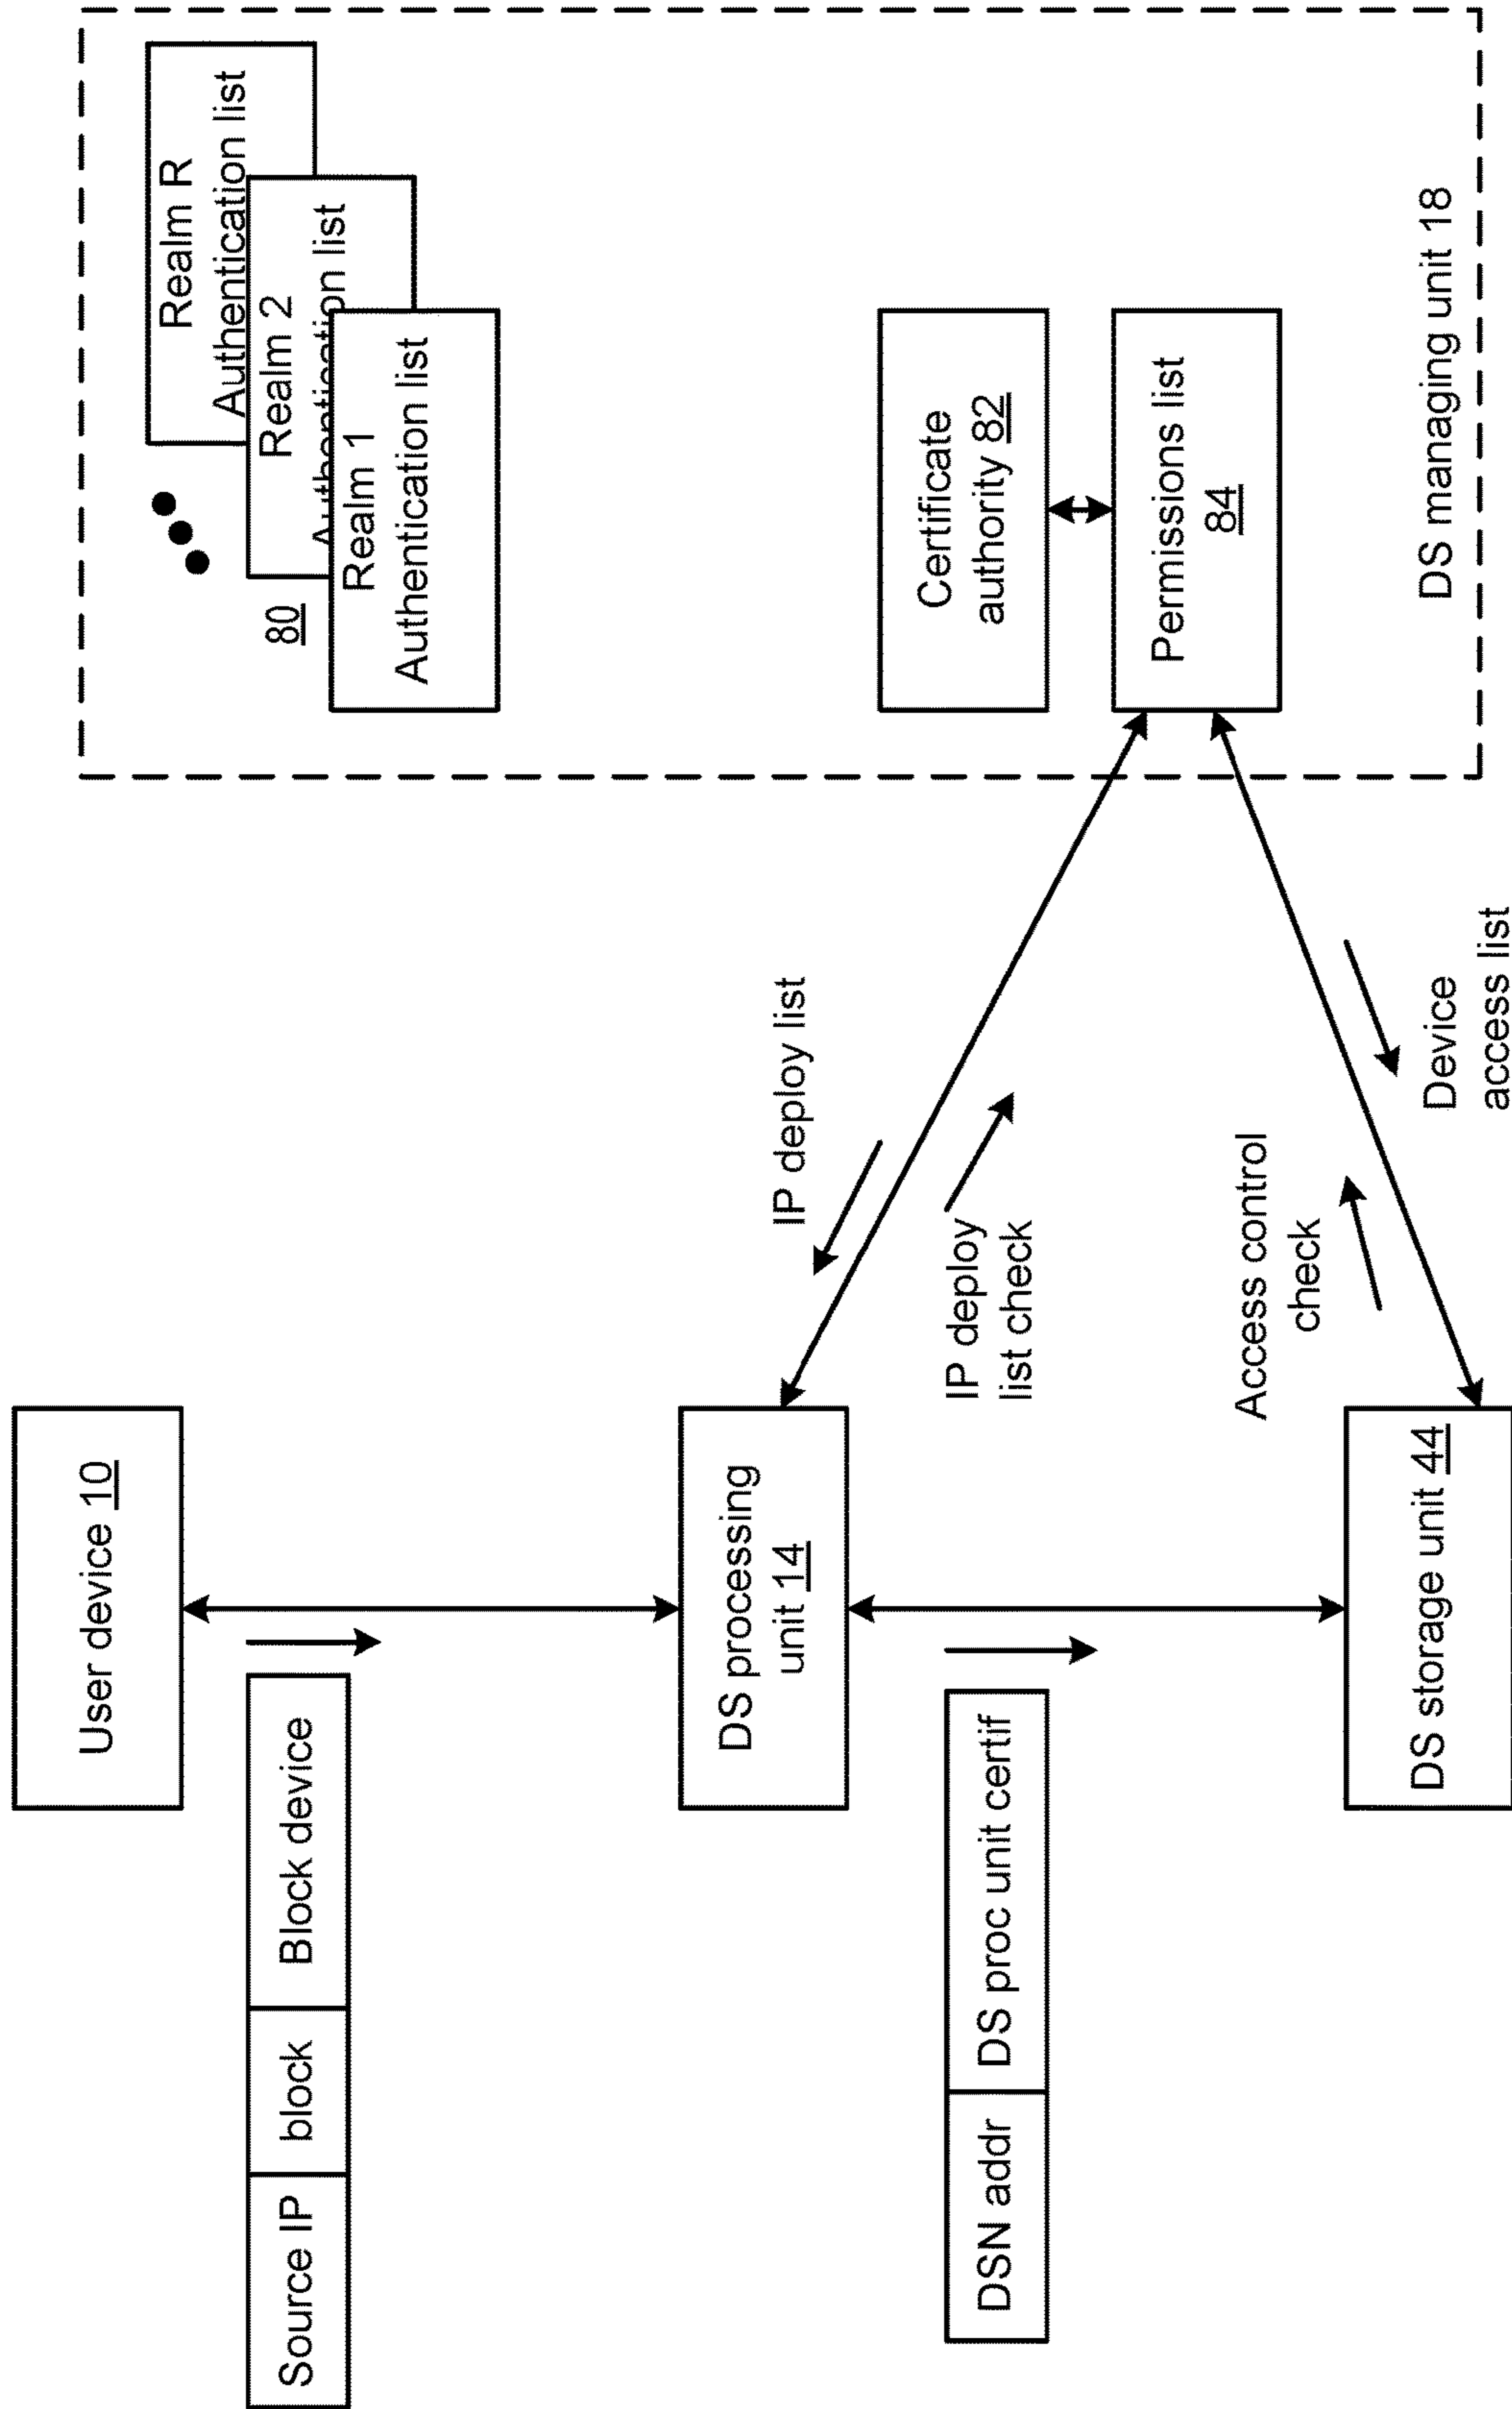 User device 10
Source IP
block
Block device
DS processing
unit 14
DSN addr
DS proc unit certif
DS storage unit 44
IP deploy list
IP deploy
list check
Access control
check
Device
access list
Realm R
Authentication list
Realm 2
Authentication list
80
Realm 1
Authentication list
Certificate
authority 82
Permissions list
84
DS managing unit 18